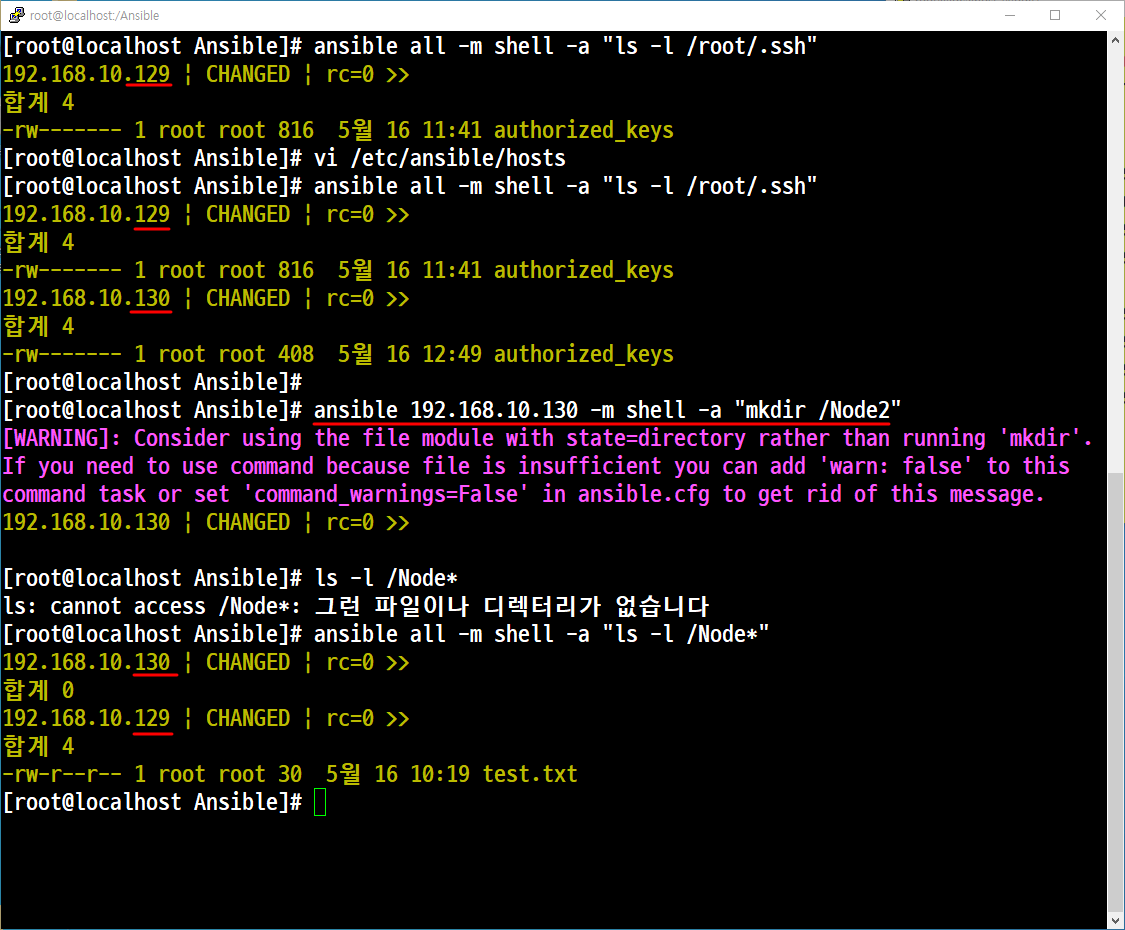 root@localhost:/Ansible
[root@localhost Ansible]# ansible all -m shell -a "ls -l /root/.ssh"
192.168.10.129 | CHANGED | rc=0 >>
합계 4
-rw------- 1 root root 816  5월 16 11:41 authorized_keys
[root@localhost Ansible]# vi /etc/ansible/hosts
[root@localhost Ansible]# ansible all -m shell -a "ls -l /root/.ssh"
192.168.10.129 | CHANGED | rc=0 >>
합계 4
-rw------- 1 root root 816  5월 16 11:41 authorized_keys
192.168.10.130 | CHANGED | rc=0 >>
합계 4
-rw------- 1 root root 408  5월 16 12:49 authorized_keys
[root@localhost Ansible]#
[root@localhost Ansible]# ansible 192.168.10.130 -m shell -a "mkdir /Node2"
[WARNING]: Consider using the file module with state=directory rather than running 'mkdir'.
If you need to use command because file is insufficient you can add 'warn: false' to this
command task or set 'command_warnings=False' in ansible.cfg to get rid of this message.
192.168.10.130 | CHANGED | rc=0 >>
[root@localhost Ansible]# ls -l /Node*
ls: cannot access /Node*: 그런 파일이나 디렉터리가 없습니다
[root@localhost Ansible]# ansible all -m shell -a "ls -l /Node*"
192.168.10.130 | CHANGED | rc=0 >>
합계 0
192.168.10.129 | CHANGED | rc=0 >>
합계 4
-rw-r--r-- 1 root root 30  5월 16 10:19 test.txt
[root@localhost Ansible]#